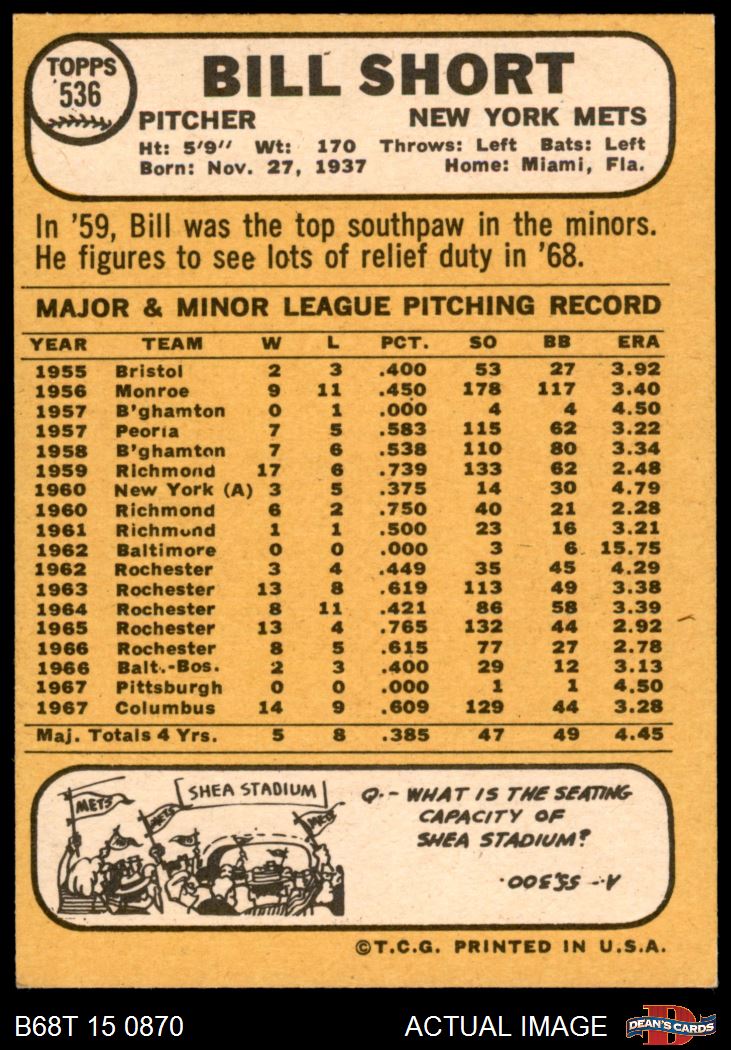 TOPPS
536
BILL SHORT
PITCHER NEW YORK METS
Ht: 5'9" Wt: 170 Throws: Left Bats: Left
Born: Nov. 27, 1937 Home: Miami, Fla.
In '59, Bill was the top southpaw in the minors.
He figures to see lots of relief duty in '68.
MAJOR & MINOR LEAGUE PITCHING RECORD
YEAR TEAM W L PCT. SO BB ERA
1955 Bristol 2 3 .400 53 27 3.92
1956 Monroe 9 11 .450 178 117 3.40
1957 B'ghamton 0 1 .000 4 4 4.50
1957 Peoria 7 5 .583 115 62 3.22
1958 B'ghamton 7 6 .538 110 80 3.34
1959 Richmond 17 6 .739 133 62 2.48
1960 New York (A) 3 5 .375 14 30 4.79
1960 Richmond 6 2 .750 40 21 2.28
1961 Richmond 1 1 .500 23 16 3.21
1962 Baltimore 0 0 .000 3 6 15.75
1962 Rochester 3 4 .449 35 45 4.29
1963 Rochester 13 8 .619 113 49 3.38
1964 Rochester 8 11 .421 86 58 3.39
1965 Rochester 13 4 .765 132 44 2.92
1966 Rochester 8 5 .615 77 27 2.78
1966 Balt.-Bos. 2 3 .400 29 12 3.13
1967 Pittsburgh 0 0 .000 1 1 4.50
1967 Columbus 14 9 .609 129 44 3.28
Maj. Totals 4 Yrs. 5 8 .385 47 49 4.45
SHEA STADIUM
METS
METS
METS
Q.- WHAT IS THE SEATING
CAPACITY OF
SHEA STADIUM?
A-- 55,300.
©T.C.G. PRINTED IN U.S.A.
B68T 15 0870 ACTUAL IMAGE
D
DEAN'S CARDS